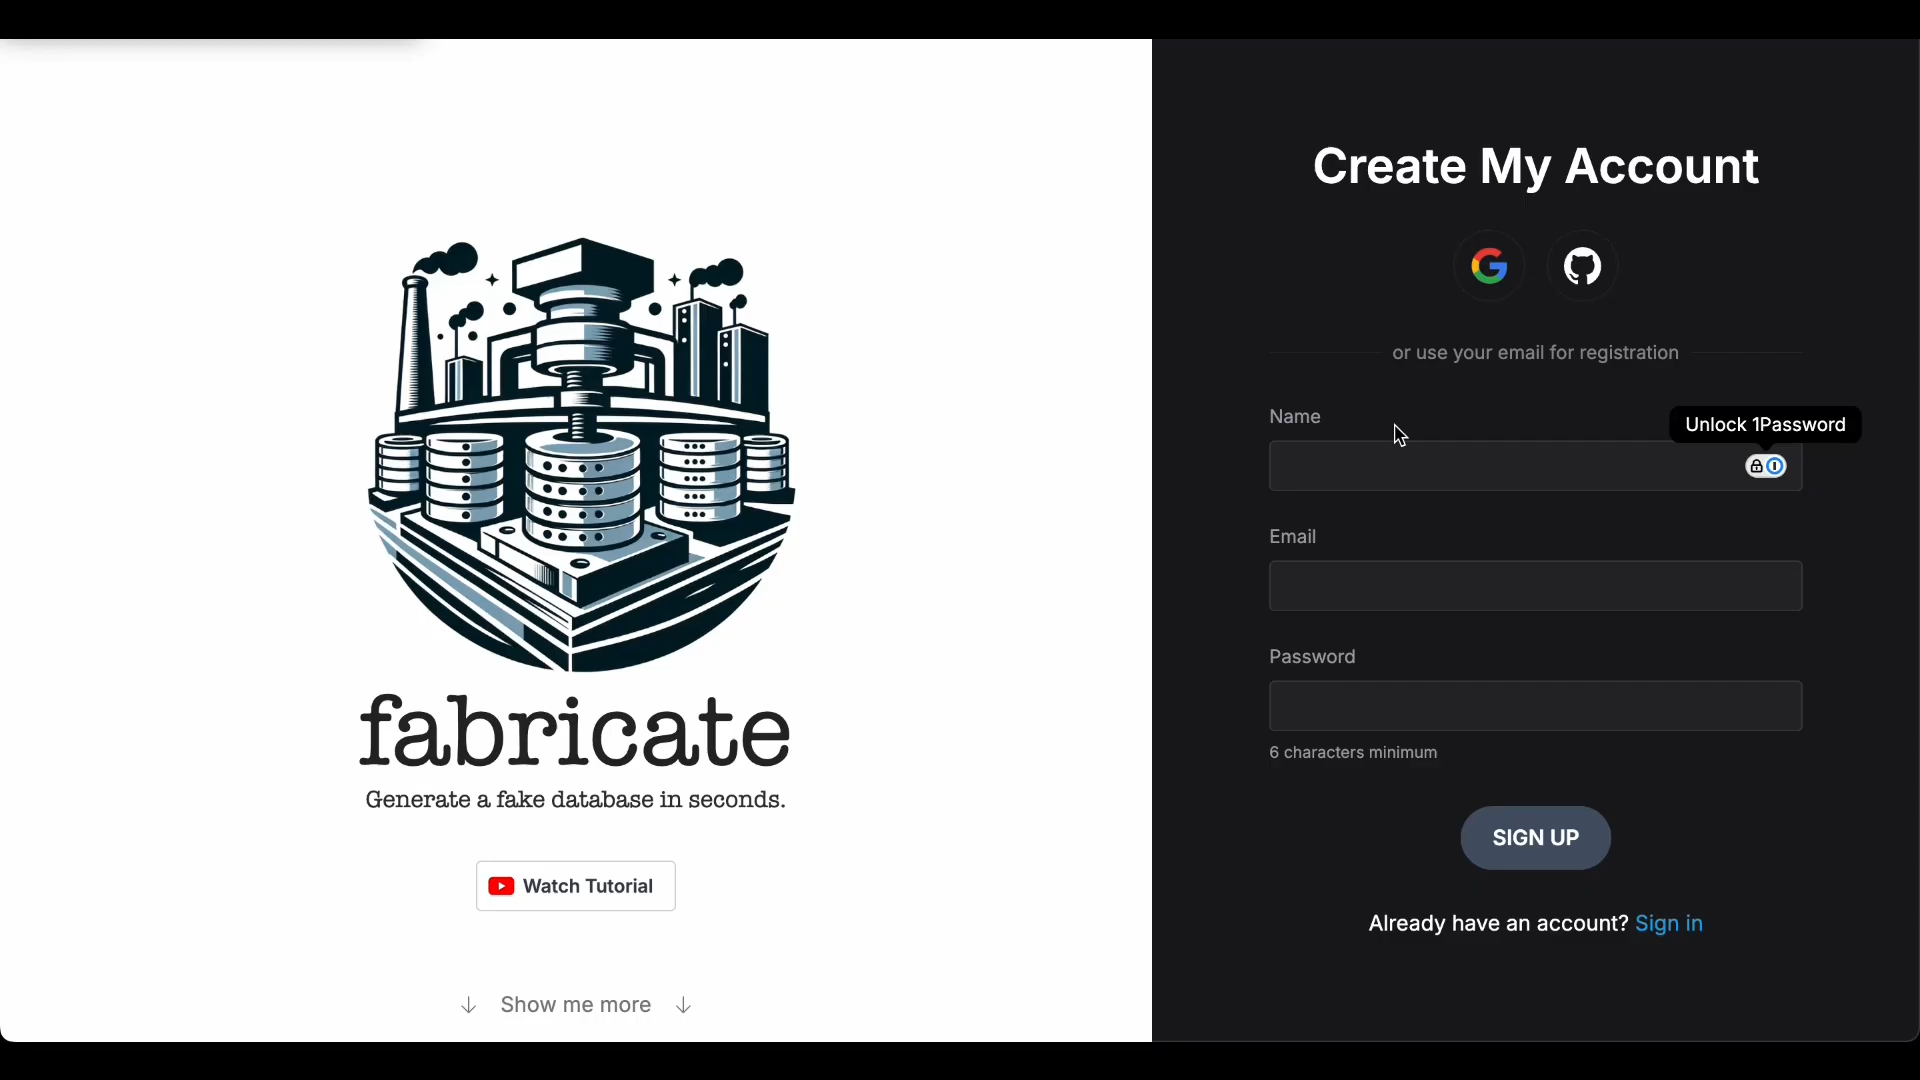 fabricate
Generate a fake database in seconds.
Watch Tutorial
↓ Show me more ↓
Create My Account
or use your email for registration
Name
Unlock 1Password
Email
Password
6 characters minimum
SIGN UP
Already have an account? Sign in